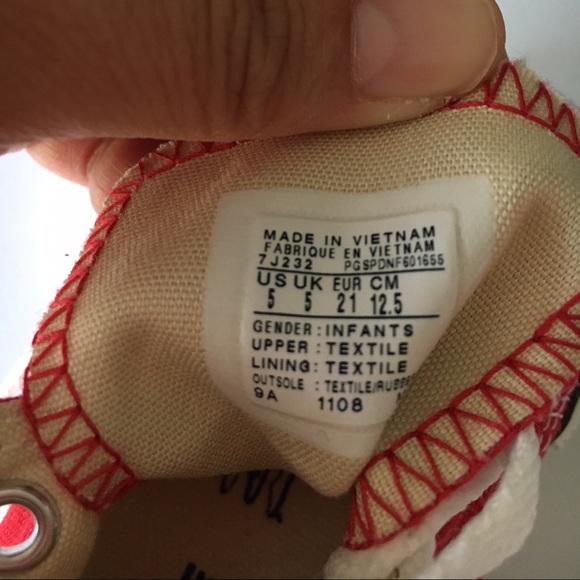 MADE IN VIETNAM
FABRIQUE EN VIETNAM
7J232 PGSPDNF601655
US UK EUR CM
5 5 21 12.5
GENDER : INFANTS
UPPER : TEXTILE
LINING : TEXTILE
OUTSOLE : TEXTILE/RUBBE
9A 1108